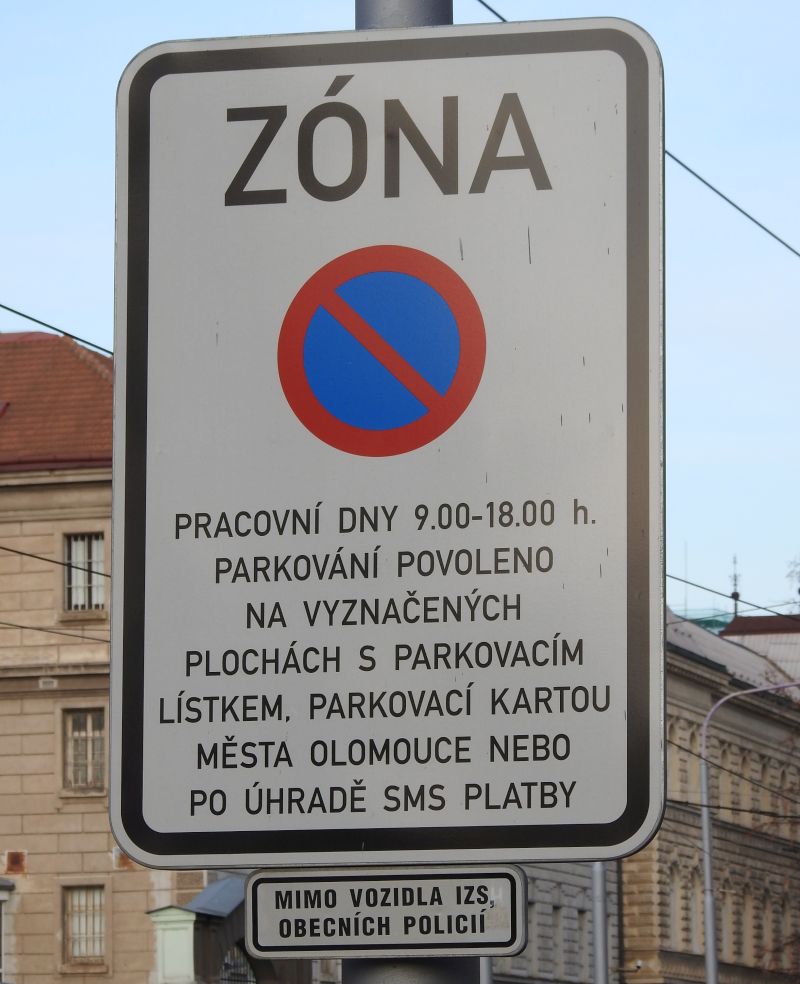 ZÓNA
PRACOVNÍ DNY 9.00-18.00 h.
PARKOVÁNÍ POVOLENO
NA VYZNAČENÝCH
PLOCHÁCH S PARKOVACÍM
LÍSTKEM, PARKOVACÍ KARTOU
MĚSTA OLOMOUCE NEBO
PO ÚHRADĚ SMS PLATBY
MIMO VOZIDLA IZS,
OBECNÍCH POLICIÍ